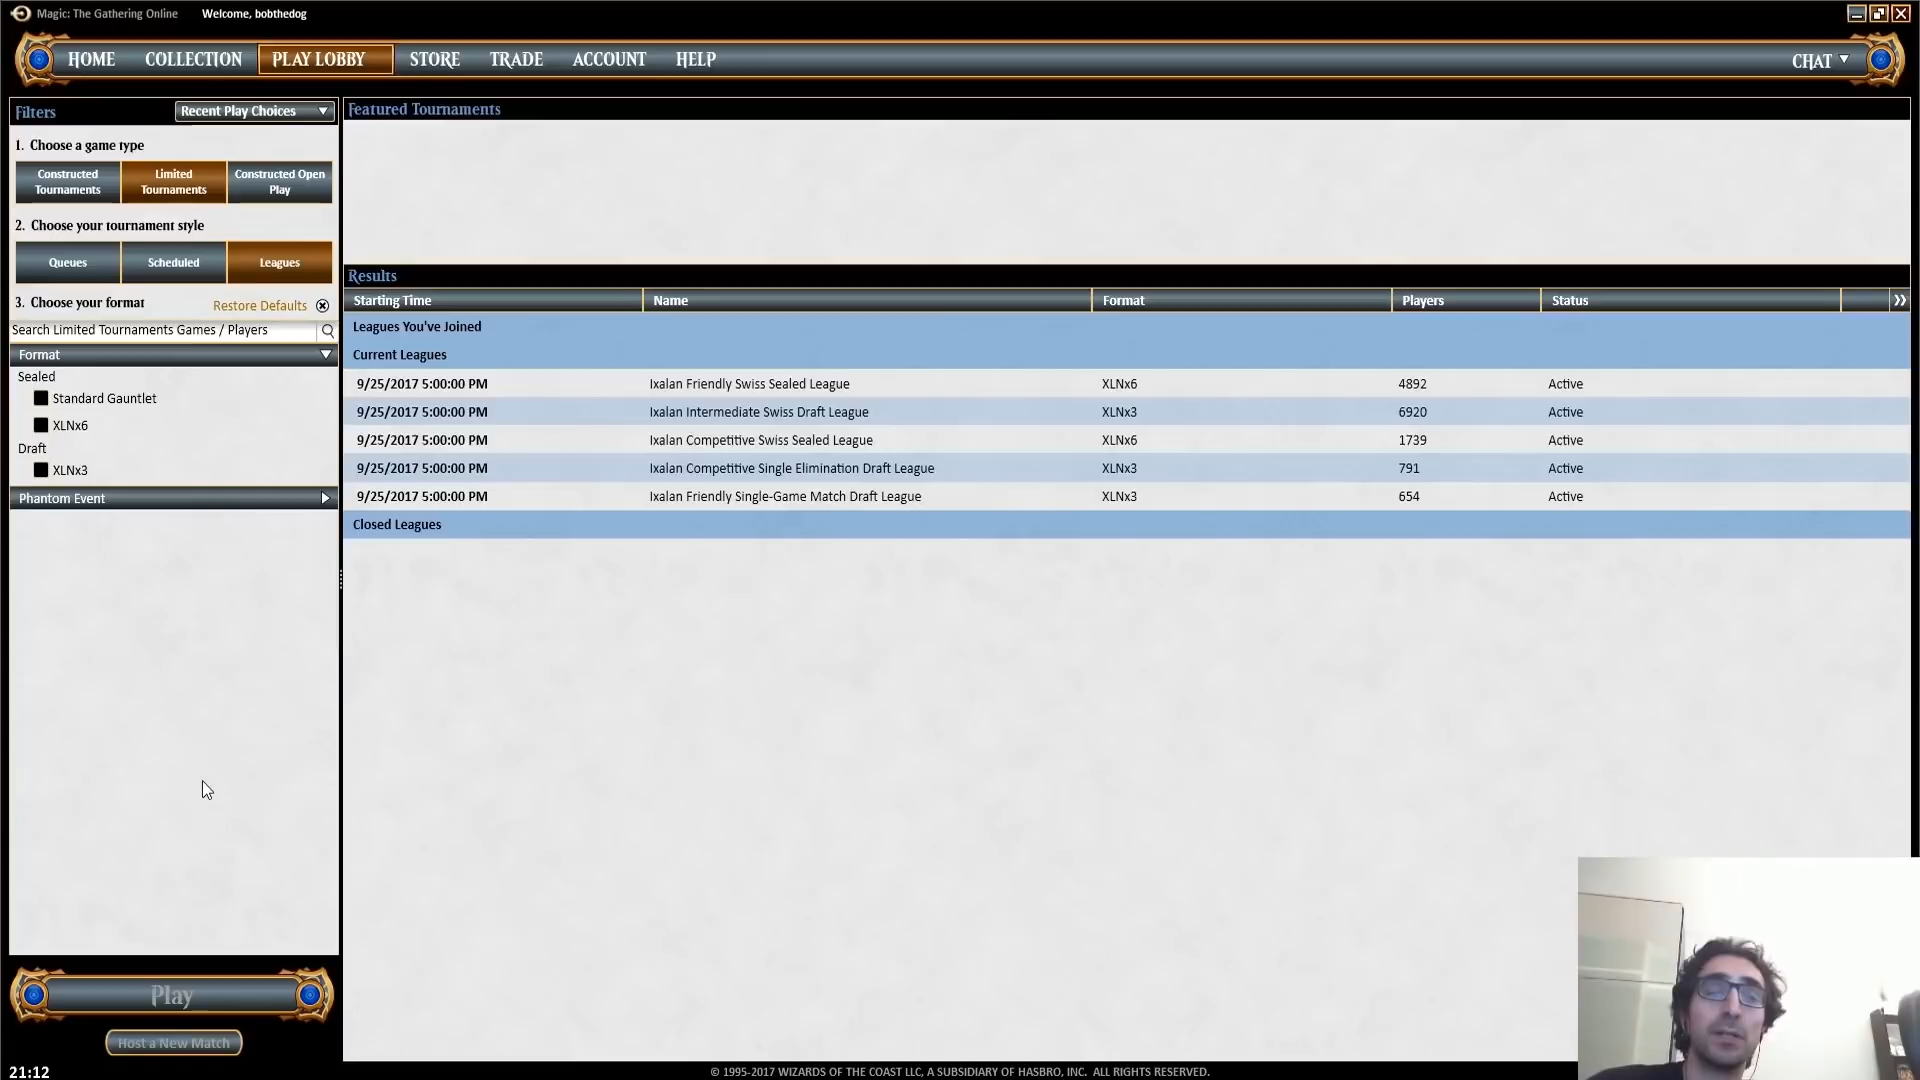 Magic: The Gathering Online Welcome, bobthedog
HOME COLLECTION PLAY LOBBY STORE TRADE ACCOUNT HELP CHAT
Filters Recent Play Choices
1. Choose a game type
Constructed Tournaments
Limited Tournaments
Constructed Open Play
2. Choose your tournament style
Queues Scheduled Leagues
3. Choose your format Restore Defaults
Search Limited Tournaments Games / Players
Format
Sealed
Standard Gauntlet
XLNx6
Draft
XLNx3
Phantom Event
Play
Host a New Match
21:12
Featured Tournaments
Results
Starting Time Name Format Players Status
Leagues You've Joined
Current Leagues
9/25/2017 5:00:00 PM Ixalan Friendly Swiss Sealed League XLNx6 4892 Active
9/25/2017 5:00:00 PM Ixalan Intermediate Swiss Draft League XLNx3 6920 Active
9/25/2017 5:00:00 PM Ixalan Competitive Swiss Sealed League XLNx6 1739 Active
9/25/2017 5:00:00 PM Ixalan Competitive Single Elimination Draft League XLNx3 791 Active
9/25/2017 5:00:00 PM Ixalan Friendly Single-Game Match Draft League XLNx3 654 Active
Closed Leagues
© 1995-2017 WIZARDS OF THE COAST LLC, A SUBSIDIARY OF HASBRO, INC. ALL RIGHTS RESERVED.